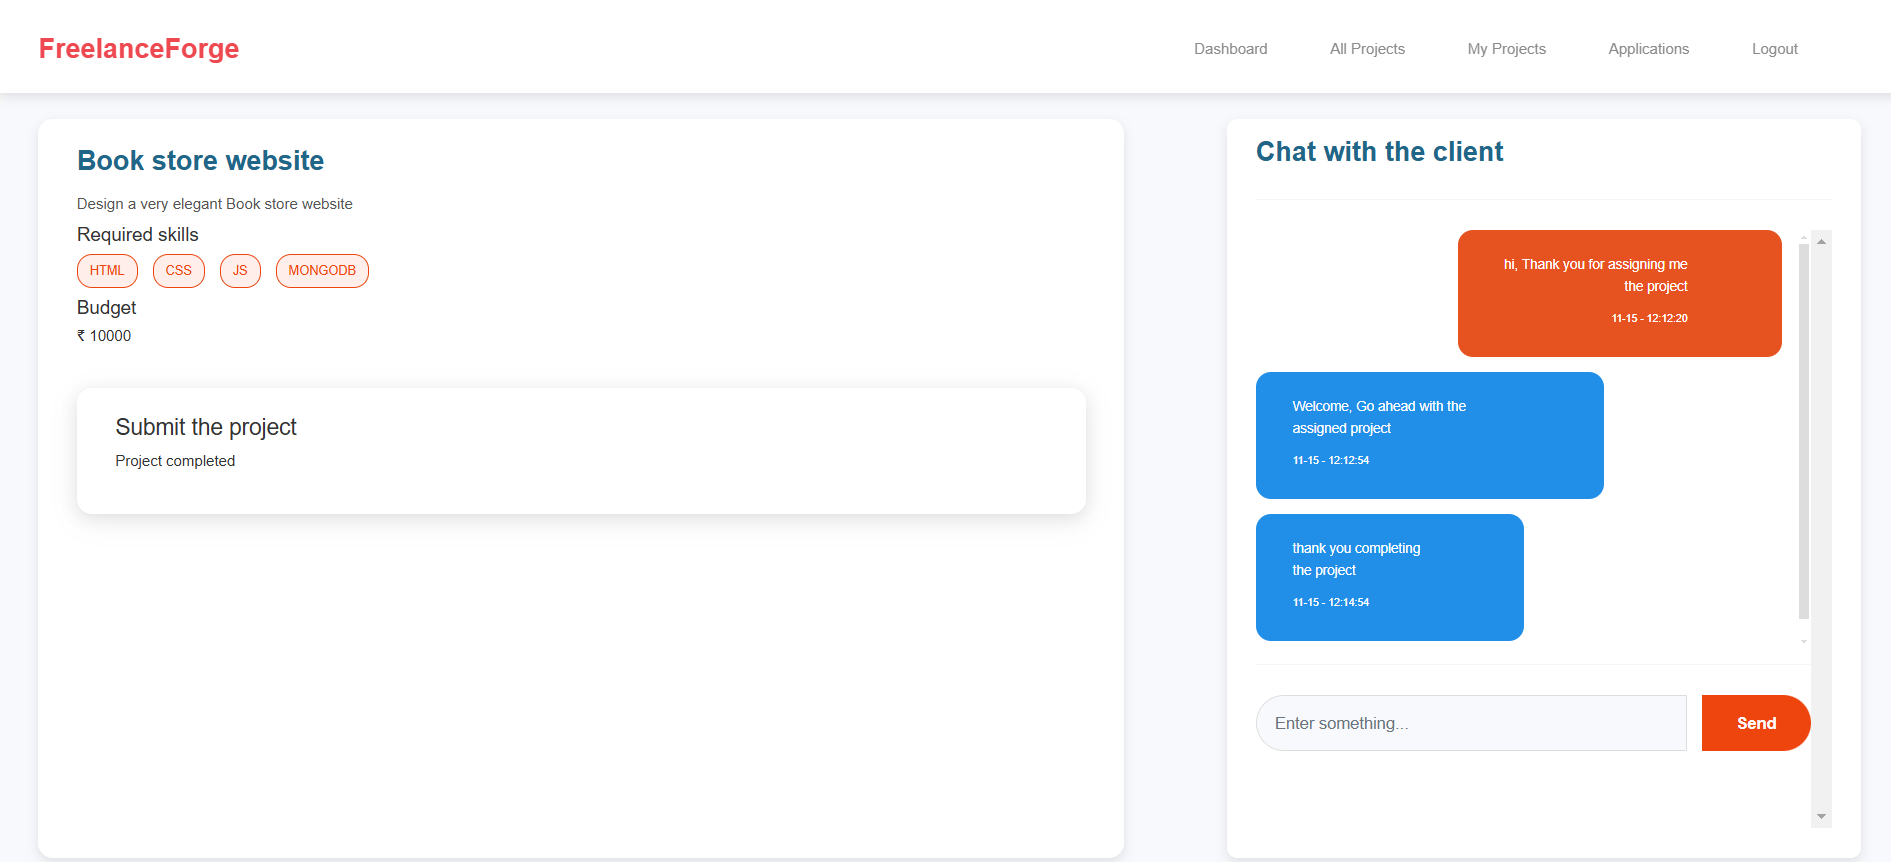 FreelanceForge
Dashboard
All Projects
My Projects
Applications
Logout
Book store website
Design a very elegant Book store website
Required skills
HTML
CSS
JS
MONGODB
Budget
₹ 10000
Submit the project
Project completed
Chat with the client
hi, Thank you for assigning me
the project
11-15 - 12:12:20
Welcome, Go ahead with the
assigned project
11-15 - 12:12:54
thank you completing
the project
11-15 - 12:14:54
Enter something...
Send